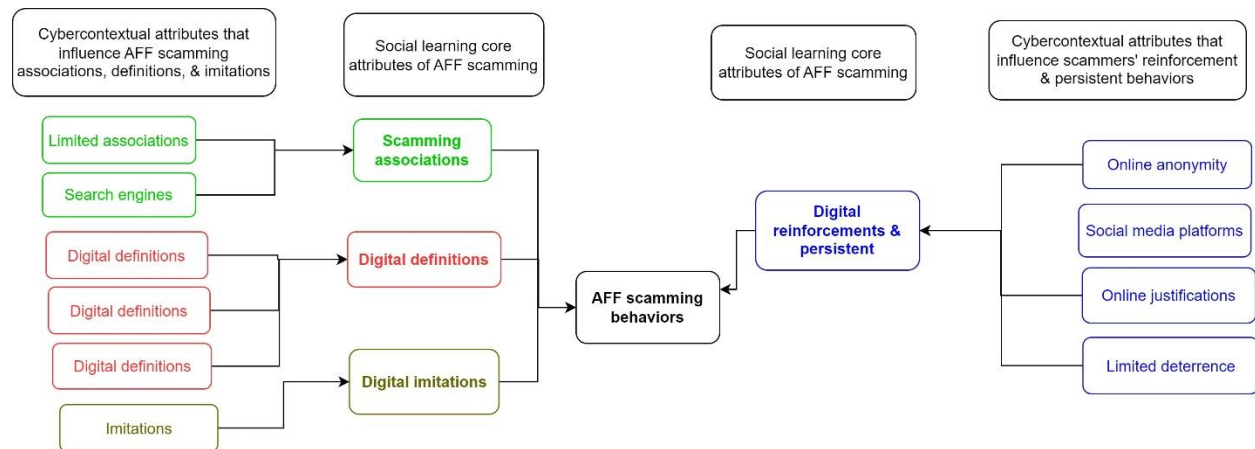 Cybercontextual attributes that
influence AFF scamming
associations, definitions, & imitations
Social learning core
attributes of AFF scamming
Social learning core
attributes of AFF scamming
Cybercontextual attributes that
influence scammers' reinforcement
& persistent behaviors
Limited associations
Search engines
Digital definitions
Digital definitions
Digital definitions
Imitations
Scamming
associations
Digital definitions
Digital imitations
AFF scamming
behaviors
Digital
reinforcements &
persistent
Online anonymity
Social media platforms
Online justifications
Limited deterrence